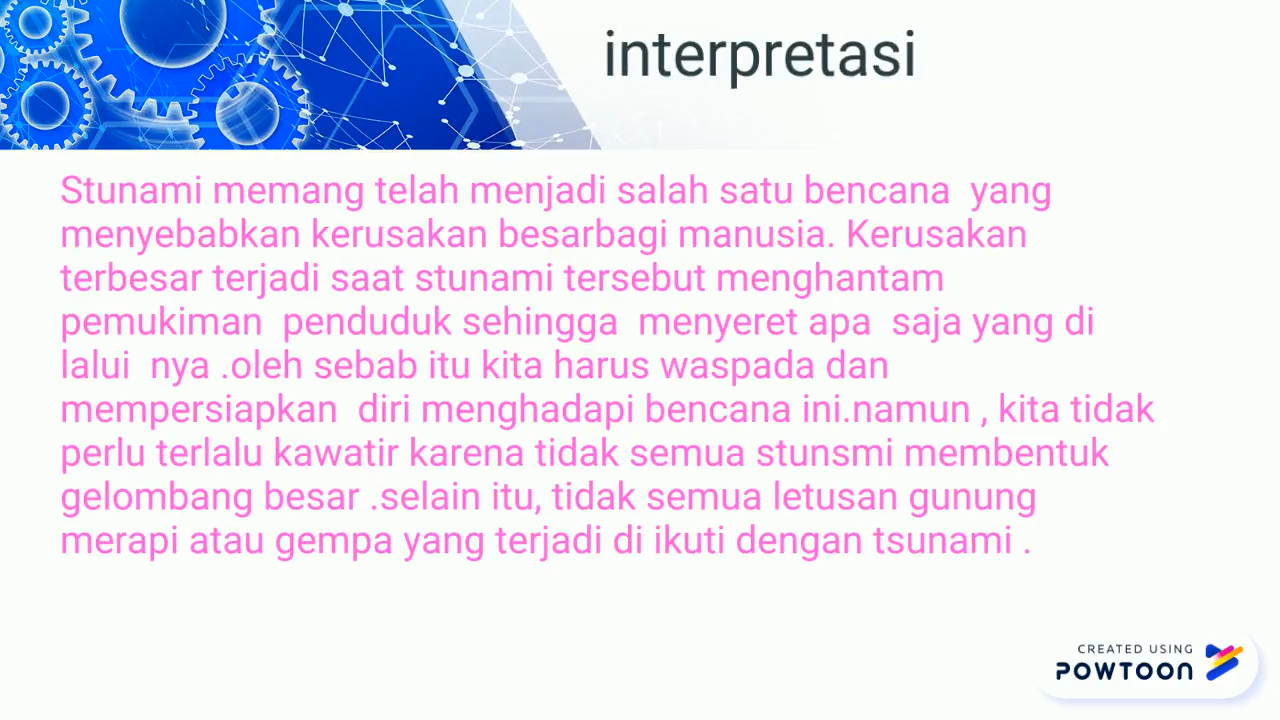 interpretasi
Stunami memang telah menjadi salah satu bencana  yang
menyebabkan kerusakan besarbagi manusia. Kerusakan
terbesar terjadi saat stunami tersebut menghantam
pemukiman  penduduk sehingga  menyeret apa  saja yang di
lalui  nya .oleh sebab itu kita harus waspada dan
mempersiapkan  diri menghadapi bencana ini.namun , kita tidak
perlu terlalu kawatir karena tidak semua stunsmi membentuk
gelombang besar .selain itu, tidak semua letusan gunung
merapi atau gempa yang terjadi di ikuti dengan tsunami .
CREATED USING
POWTOON